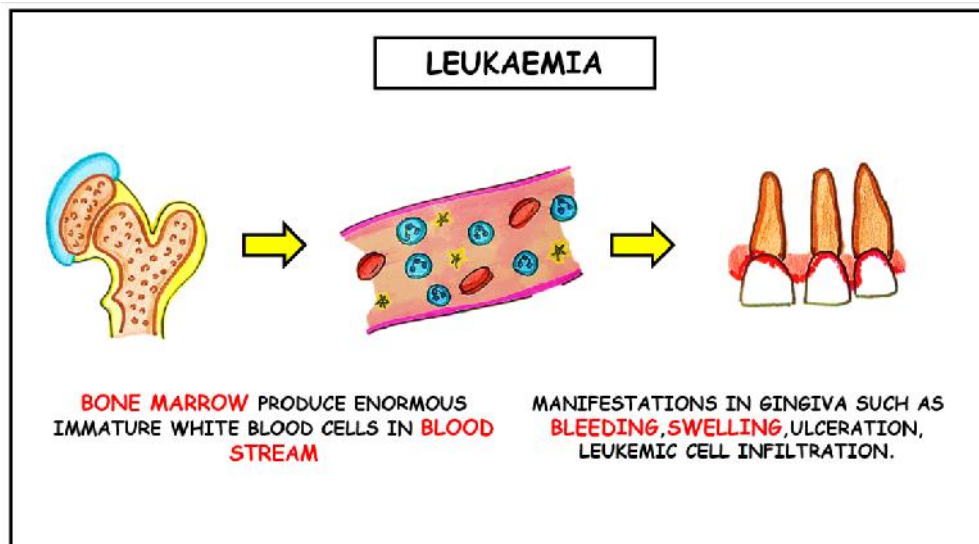 LEUKAEMIA
BONE MARROW PRODUCE ENORMOUS
IMMATURE WHITE BLOOD CELLS IN BLOOD
STREAM
MANIFESTATIONS IN GINGIVA SUCH AS
BLEEDING,SWELLING,ULCERATION,
LEUKEMIC CELL INFILTRATION.